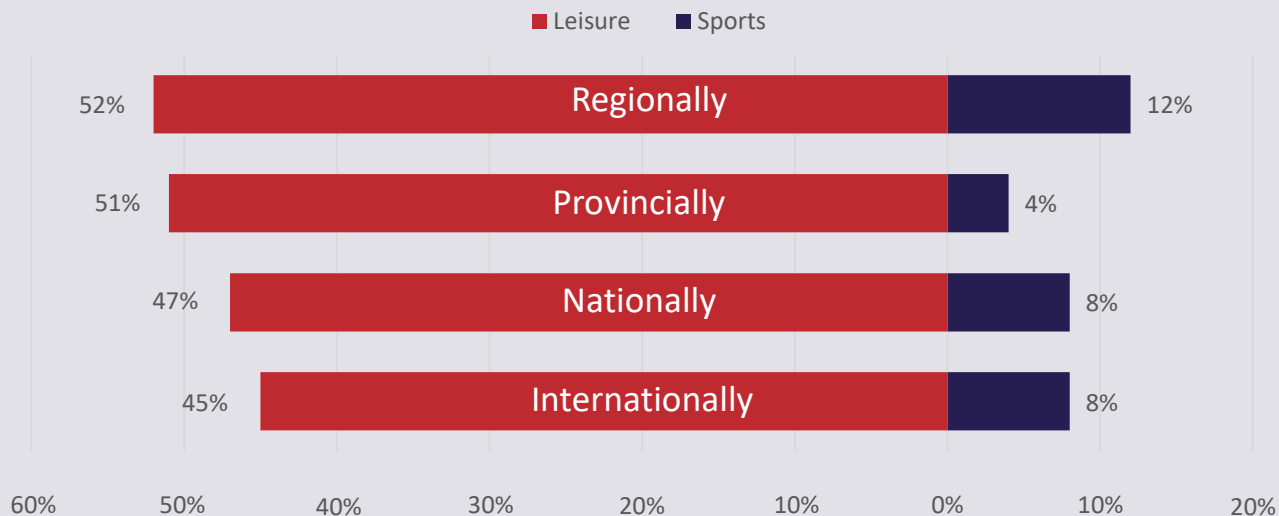 Leisure Sports
52% Regionally 12%
51% Provincially 4%
47% Nationally 8%
45% Internationally 8%
60% 50% 40% 30% 20% 10% 0% 10% 20%